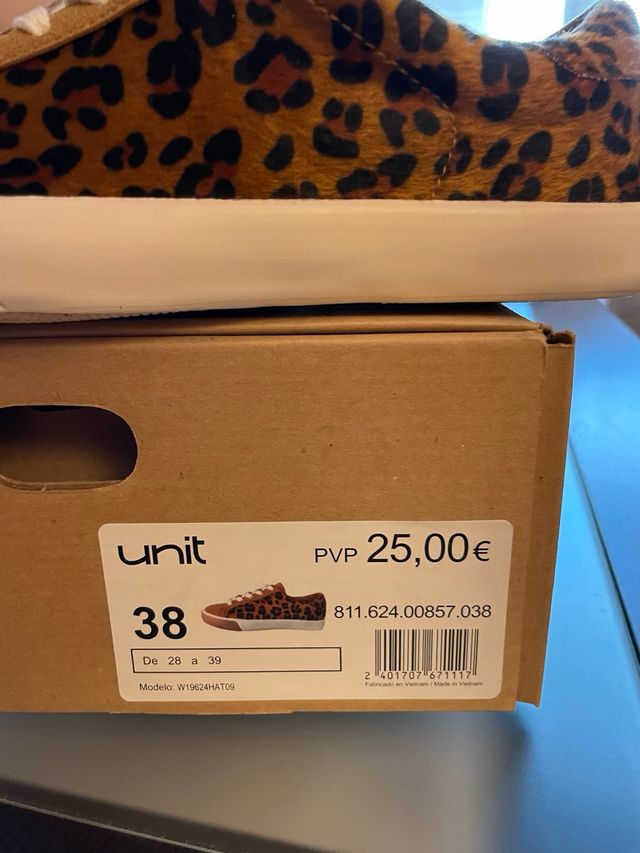 unit
PVP 25,00€
38
811.624.00857.038
De 28 a 39
2 401707 671117
Modelo: W19624HAT09
Fabricado en Vietnam / Made in Vietnam